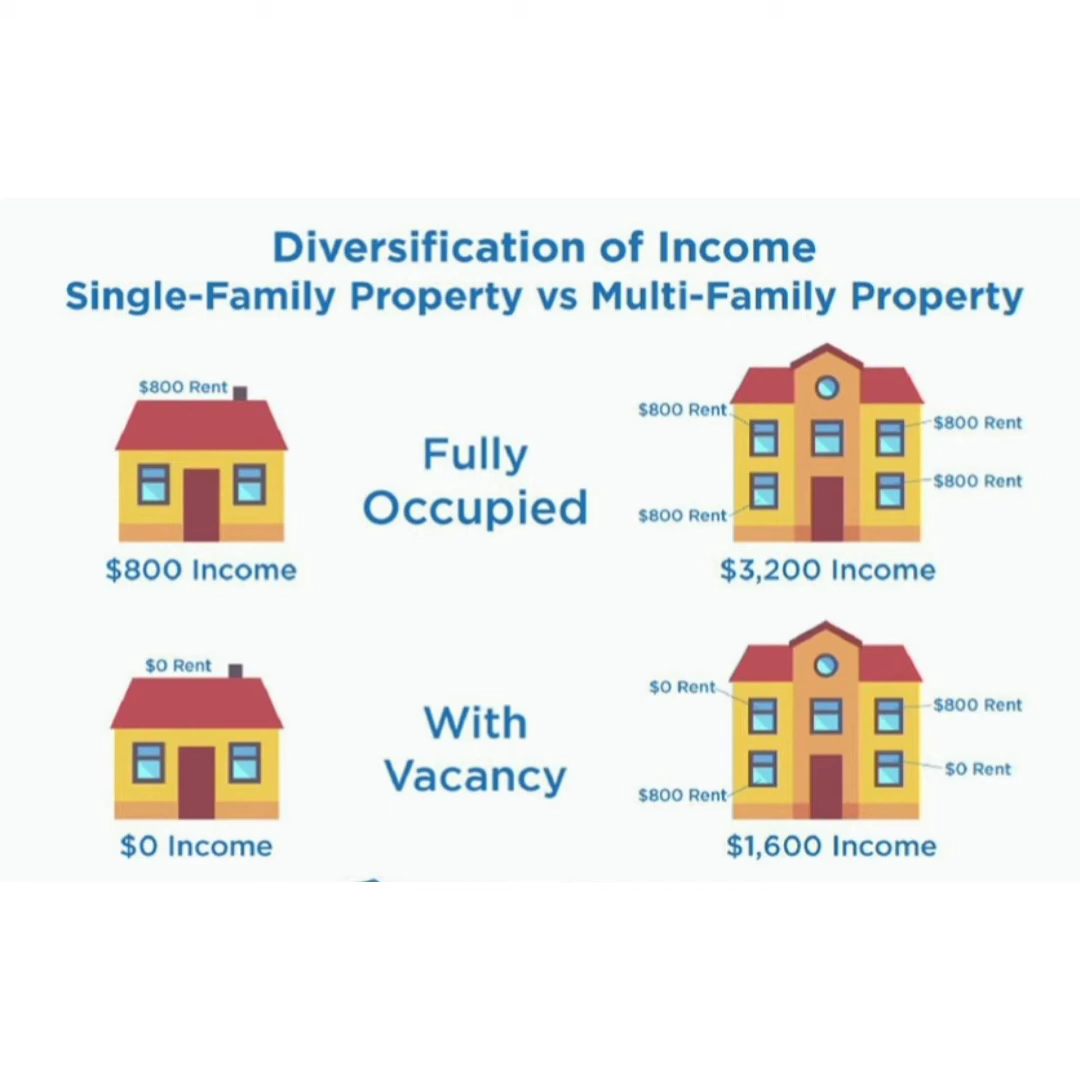 Diversification of Income
Single-Family Property vs Multi-Family Property
$800 Rent
$800 Income
Fully
Occupied
$800 Rent
$800 Rent
$800 Rent
$800 Rent
$3,200 Income
$0 Rent
$0 Income
With
Vacancy
$0 Rent
$800 Rent
$0 Rent
$800 Rent
$1,600 Income